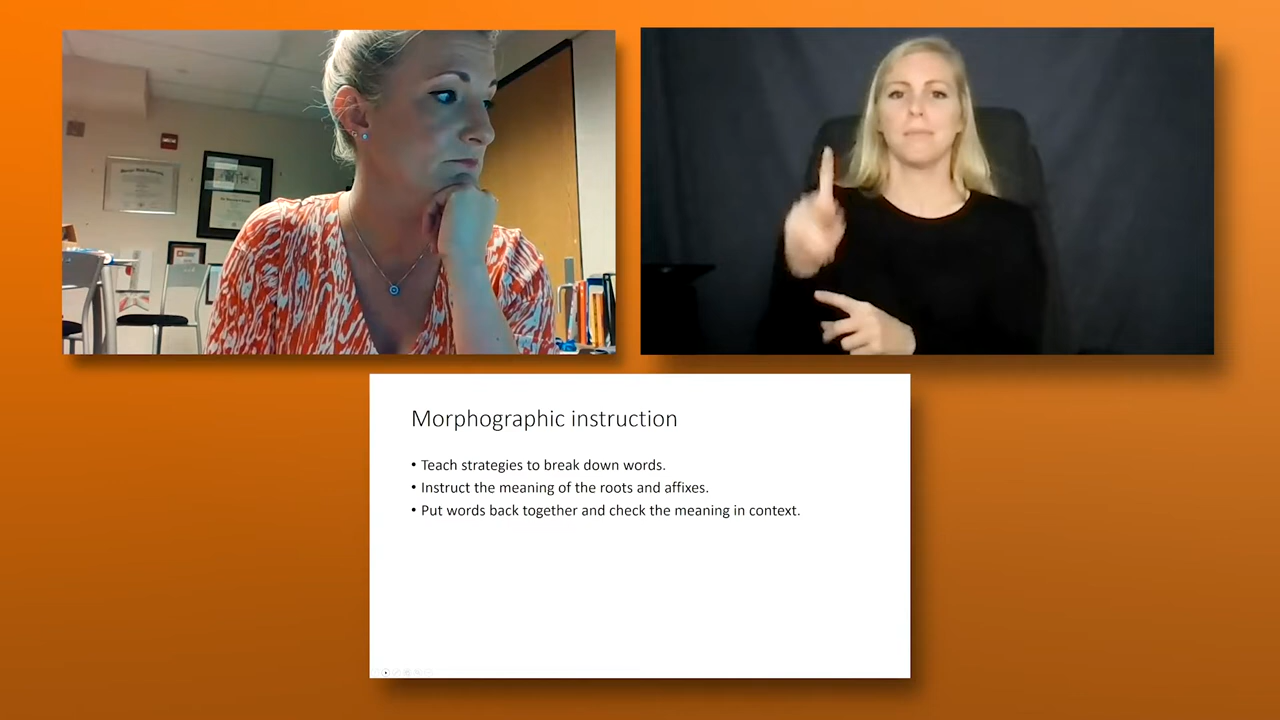 Morphographic instruction
• Teach strategies to break down words.
• Instruct the meaning of the roots and affixes.
• Put words back together and check the meaning in context.